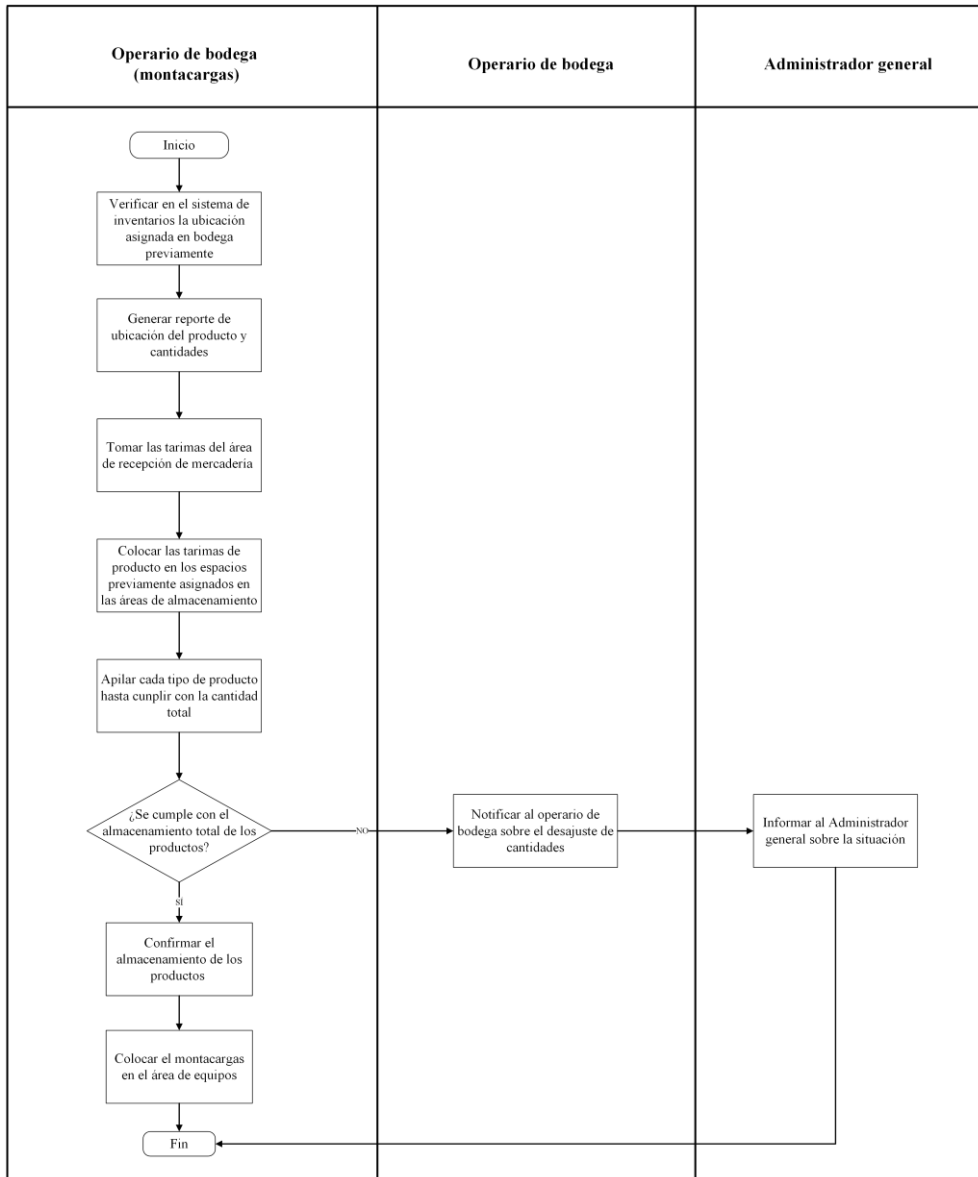 Operario de bodega
(montacargas)
Operario de bodega
Administrador general
Inicio
Verificar en el sistema de
inventarios la ubicación
asignada en bodega
previamente
Generar reporte de
ubicación del producto y
cantidades
Tomar las tarimas del área
de recepción de mercadería
Colocar las tarimas de
producto en los espacios
previamente asignados en
las áreas de almacenamiento
Apilar cada tipo de producto
hasta cunplir con la cantidad
total
¿Se cumple con el
almacenamiento total de los
productos?
NO
Notificar al operario de
bodega sobre el desajuste de
cantidades
Informar al Administrador
general sobre la situación
SÍ
Confirmar el
almacenamiento de los
productos
Colocar el montacargas
en el área de equipos
Fin